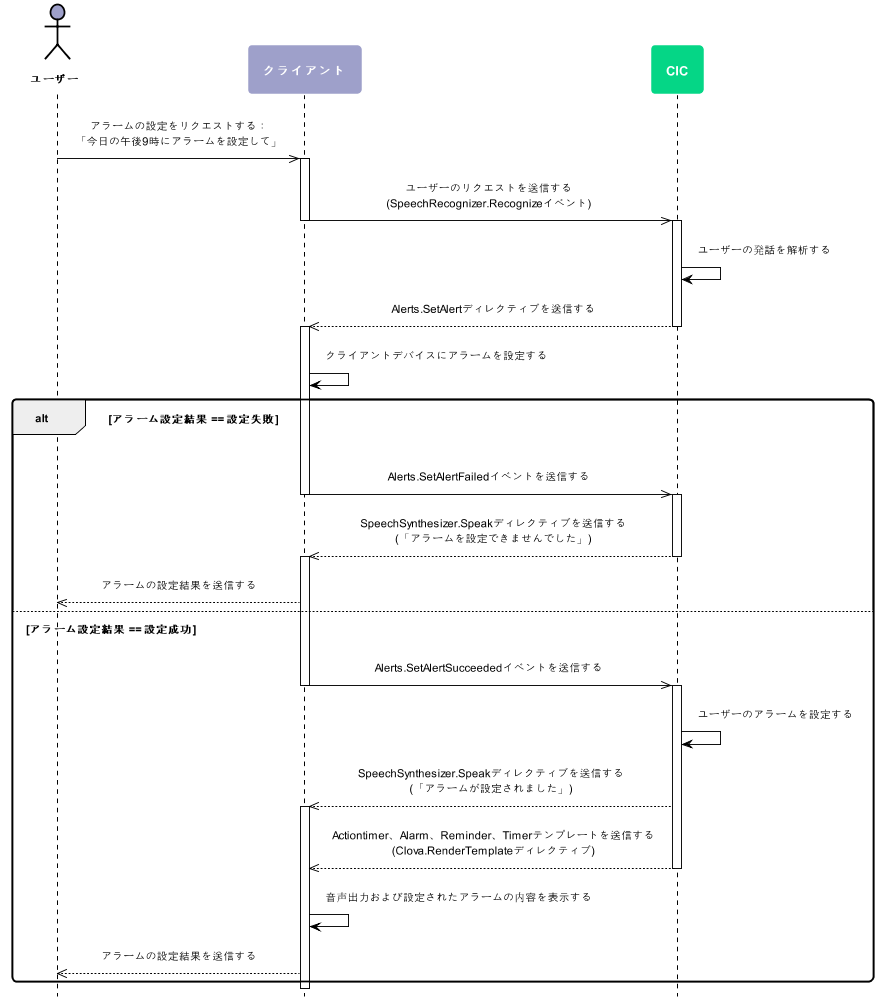 ユーザー
クライアント
CIC
アラームの設定をリクエストする：
「今日の午後9時にアラームを設定して」
ユーザーのリクエストを送信する
(SpeechRecognizer.Recognizeイベント)
ユーザーの発話を解析する
Alerts.SetAlertディレクティブを送信する
クライアントデバイスにアラームを設定する
alt
[アラーム設定結果 == 設定失敗]
Alerts.SetAlertFailedイベントを送信する
SpeechSynthesizer.Speakディレクティブを送信する
(「アラームを設定できませんでした」)
アラームの設定結果を送信する
[アラーム設定結果 == 設定成功]
Alerts.SetAlertSucceededイベントを送信する
ユーザーのアラームを設定する
SpeechSynthesizer.Speakディレクティブを送信する
(「アラームが設定されました」)
Actiontimer、Alarm、Reminder、Timerテンプレートを送信する
(Clova.RenderTemplateディレクティブ)
音声出力および設定されたアラームの内容を表示する
アラームの設定結果を送信する